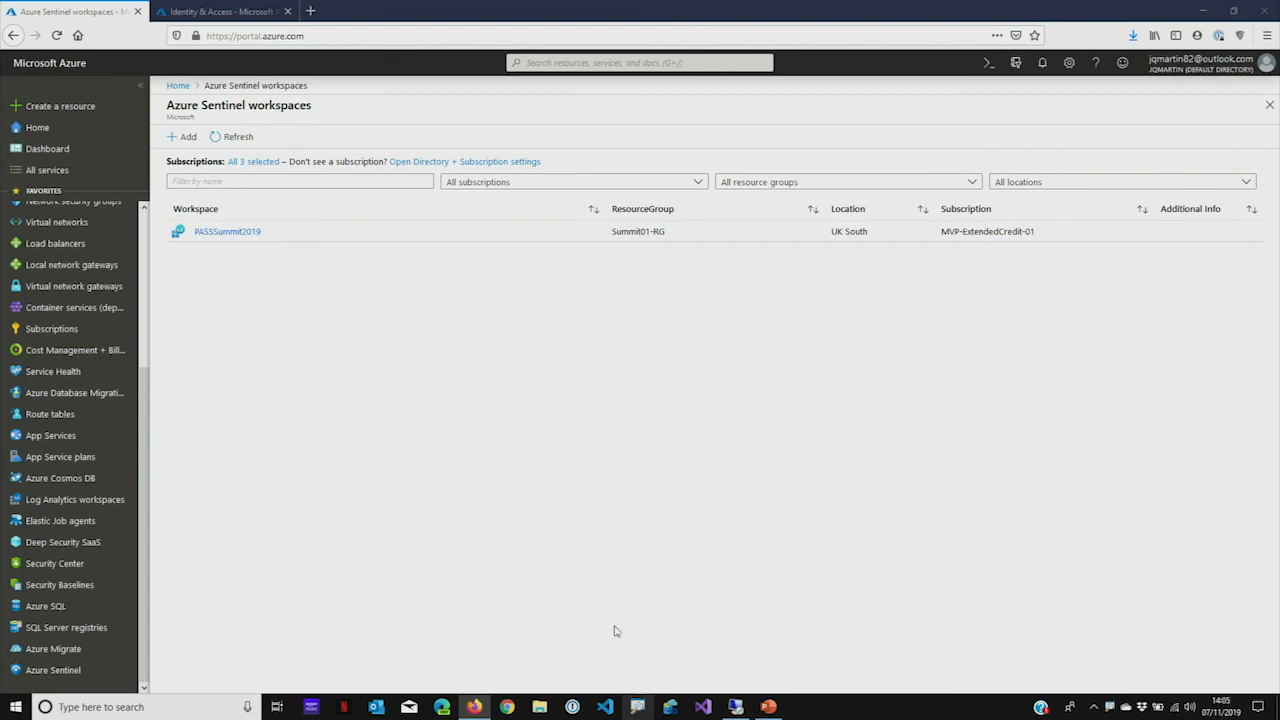 Azure Sentinel workspaces - M
Identity & Access - Microsoft A
https://portal.azure.com
Microsoft Azure
Search resources, services, and docs (G+/)
jqmartin82@outlook.com
JQMARTIN (DEFAULT DIRECTORY)
Create a resource
Home
Dashboard
All services
FAVORITES
Network security groups
Virtual networks
Load balancers
Local network gateways
Virtual network gateways
Container services (dep...
Subscriptions
Cost Management + Bill...
Service Health
Azure Database Migrati...
Route tables
App Services
App Service plans
Azure Cosmos DB
Log Analytics workspaces
Elastic Job agents
Deep Security SaaS
Security Center
Security Baselines
Azure SQL
SQL Server registries
Azure Migrate
Azure Sentinel
Home > Azure Sentinel workspaces
Azure Sentinel workspaces
Microsoft
Add Refresh
Subscriptions: All 3 selected – Don't see a subscription? Open Directory + Subscription settings
Filter by name
All subscriptions
All resource groups
All locations
Workspace ResourceGroup Location Subscription Additional Info
PASSSummit2019 Summit01-RG UK South MVP-ExtendedCredit-01
Type here to search
14:05
07/11/2019